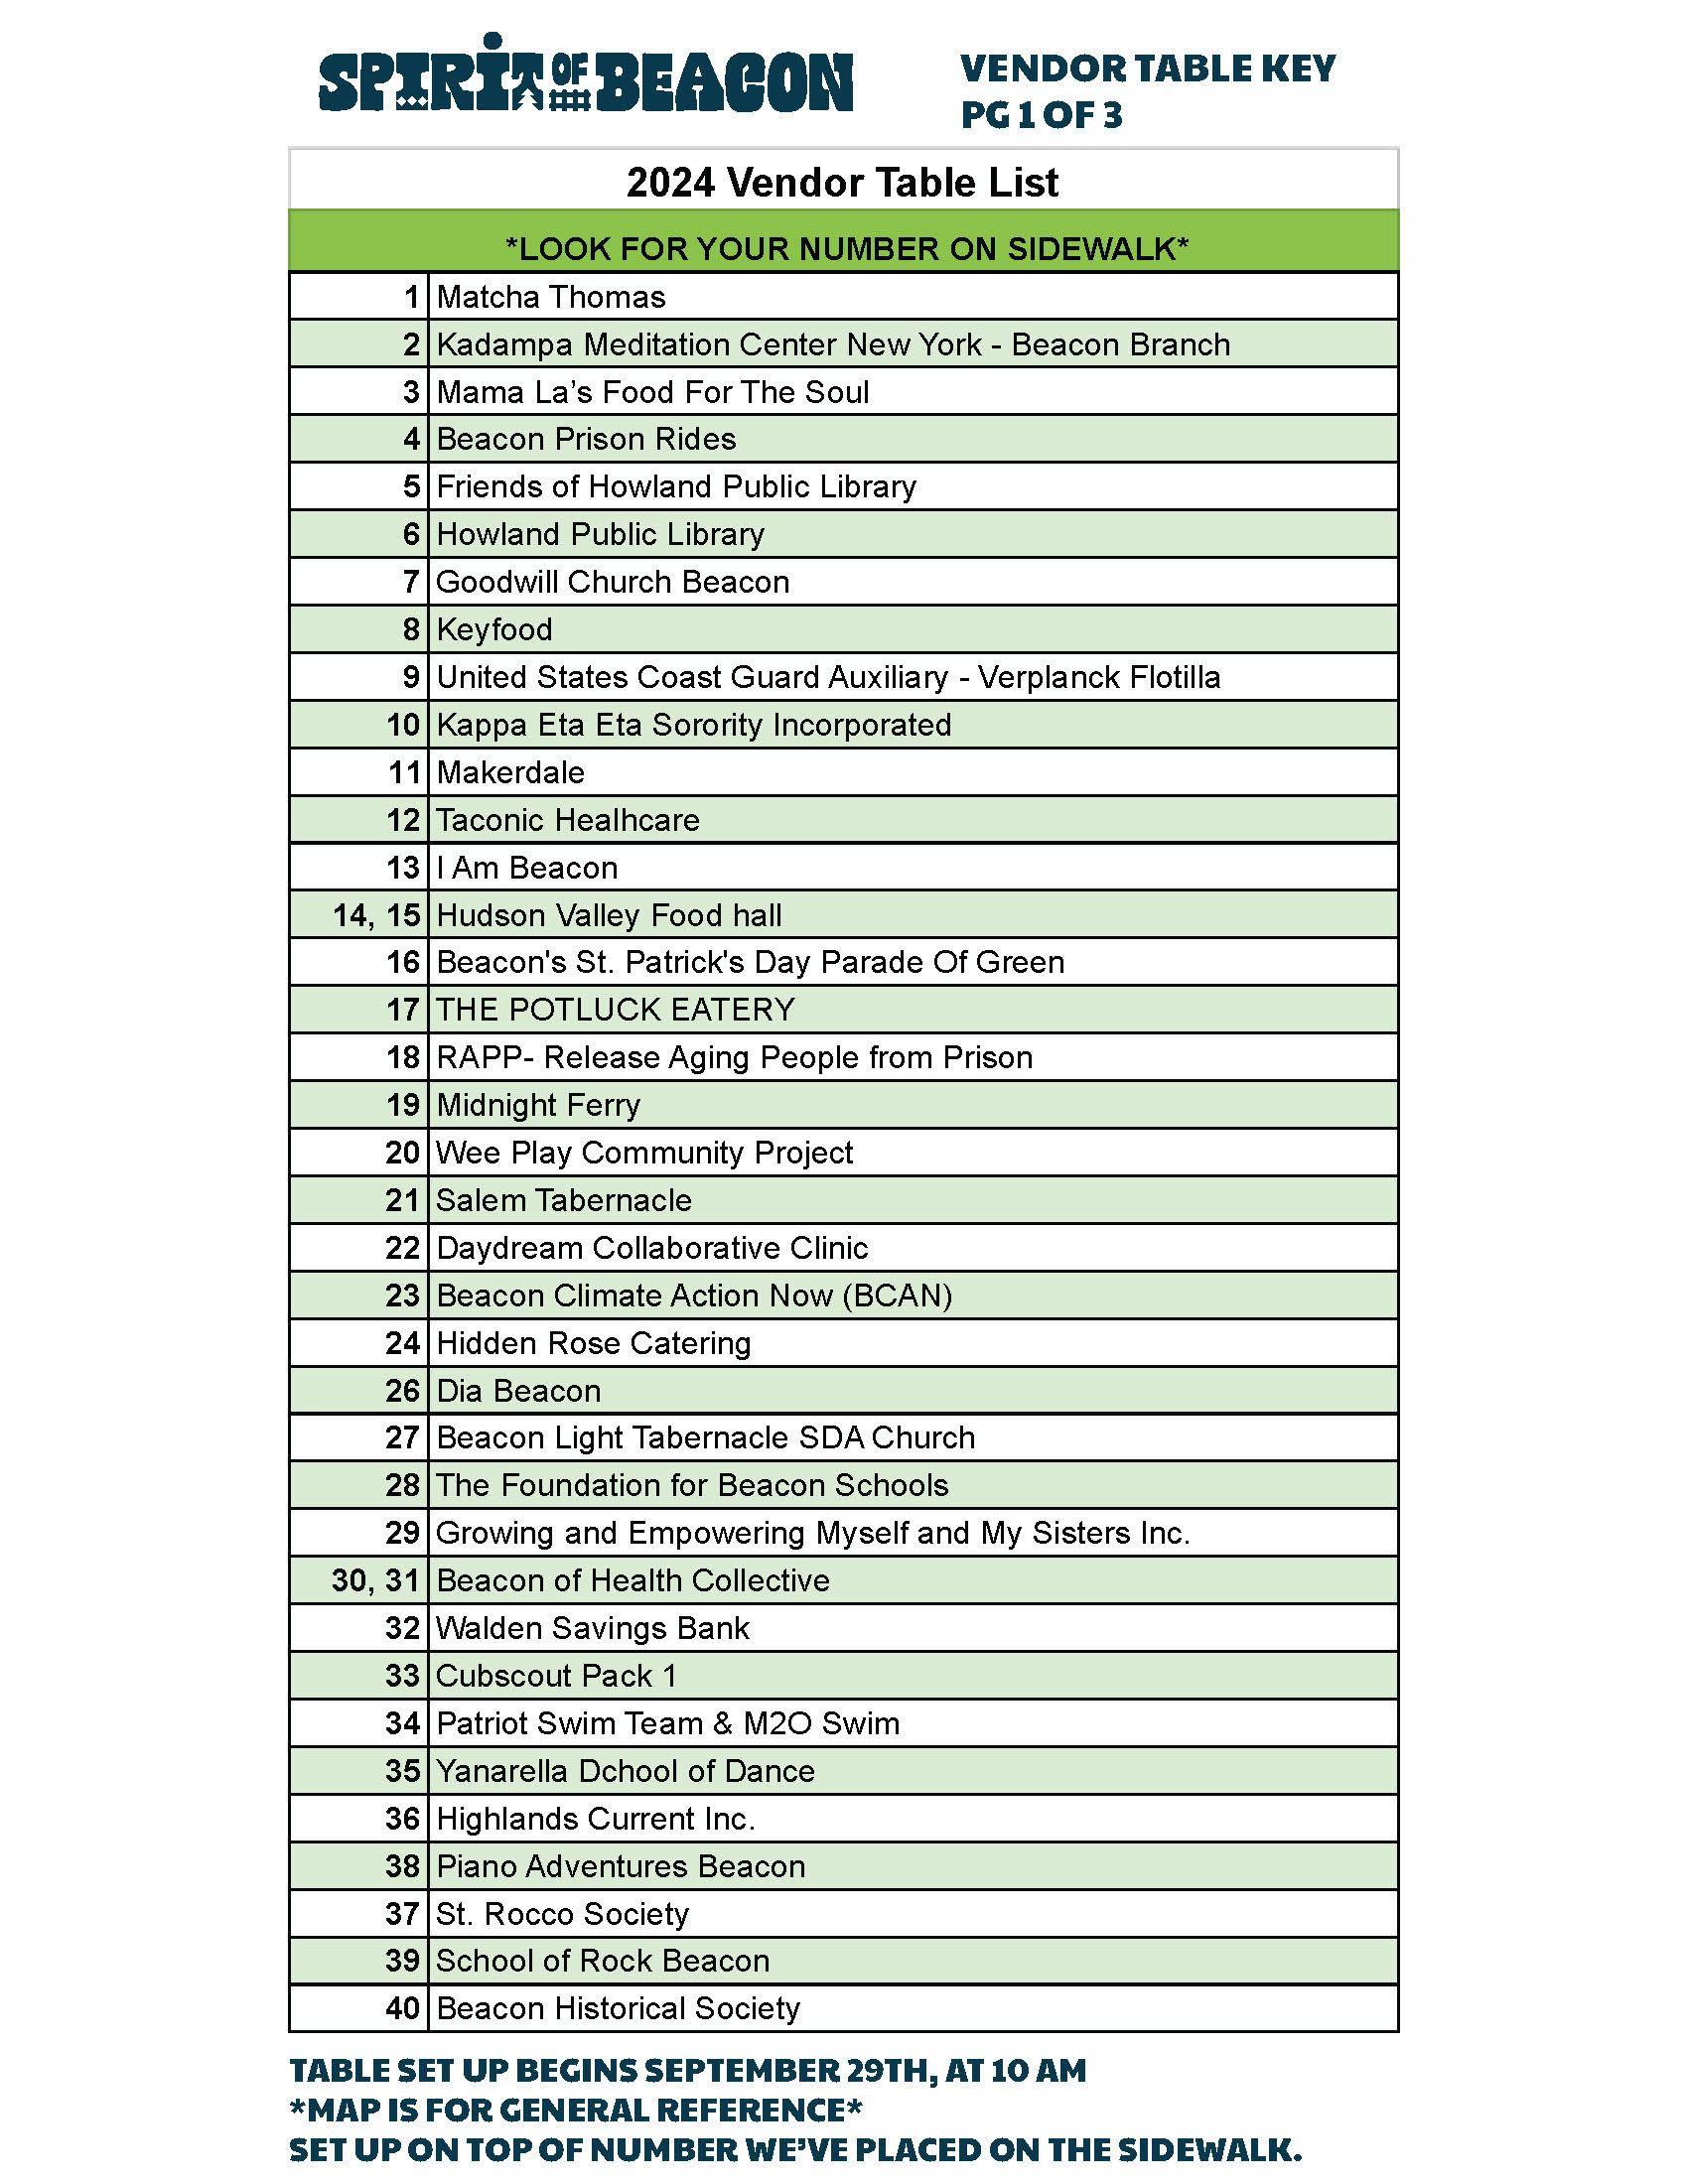 SPIRIT OF BEACON
VENDOR TABLE KEY
PG 1 OF 3
2024 Vendor Table List
*LOOK FOR YOUR NUMBER ON SIDEWALK*
1 Matcha Thomas
2 Kadampa Meditation Center New York - Beacon Branch
3 Mama La’s Food For The Soul
4 Beacon Prison Rides
5 Friends of Howland Public Library
6 Howland Public Library
7 Goodwill Church Beacon
8 Keyfood
9 United States Coast Guard Auxiliary - Verplanck Flotilla
10 Kappa Eta Eta Sorority Incorporated
11 Makerdale
12 Taconic Healhcare
13 I Am Beacon
14, 15 Hudson Valley Food hall
16 Beacon's St. Patrick's Day Parade Of Green
17 THE POTLUCK EATERY
18 RAPP- Release Aging People from Prison
19 Midnight Ferry
20 Wee Play Community Project
21 Salem Tabernacle
22 Daydream Collaborative Clinic
23 Beacon Climate Action Now (BCAN)
24 Hidden Rose Catering
26 Dia Beacon
27 Beacon Light Tabernacle SDA Church
28 The Foundation for Beacon Schools
29 Growing and Empowering Myself and My Sisters Inc.
30, 31 Beacon of Health Collective
32 Walden Savings Bank
33 Cubscout Pack 1
34 Patriot Swim Team & M2O Swim
35 Yanarella Dchool of Dance
36 Highlands Current Inc.
38 Piano Adventures Beacon
37 St. Rocco Society
39 School of Rock Beacon
40 Beacon Historical Society
TABLE SET UP BEGINS SEPTEMBER 29TH, AT 10 AM
*MAP IS FOR GENERAL REFERENCE*
SET UP ON TOP OF NUMBER WE’VE PLACED ON THE SIDEWALK.